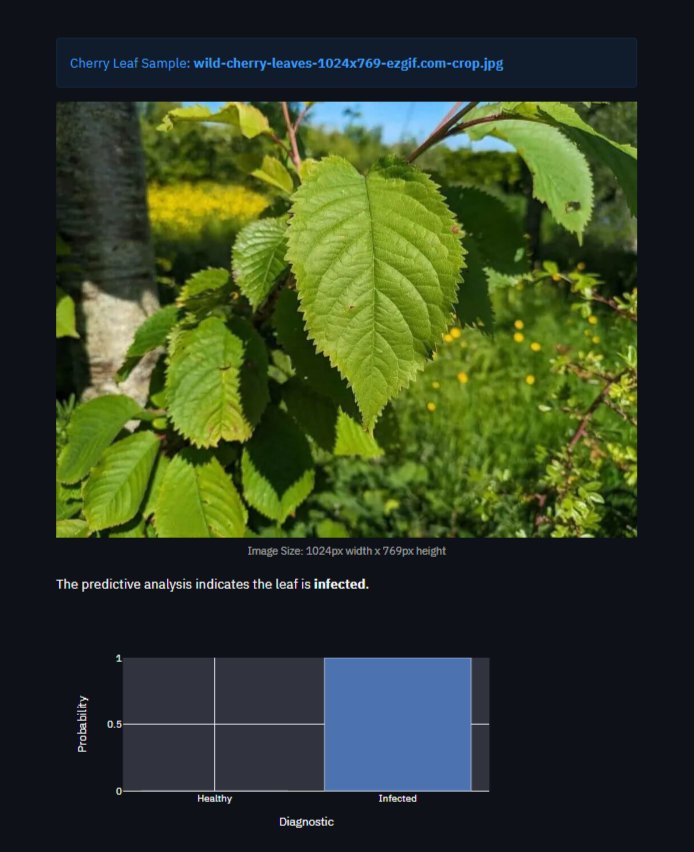 Cherry Leaf Sample: wild-cherry-leaves-1024x769-ezgif.com-crop.jpg
Image Size: 1024px width x 769px height
The predictive analysis indicates the leaf is infected.
1
0.5
0
Probability
Healthy
Infected
Diagnostic